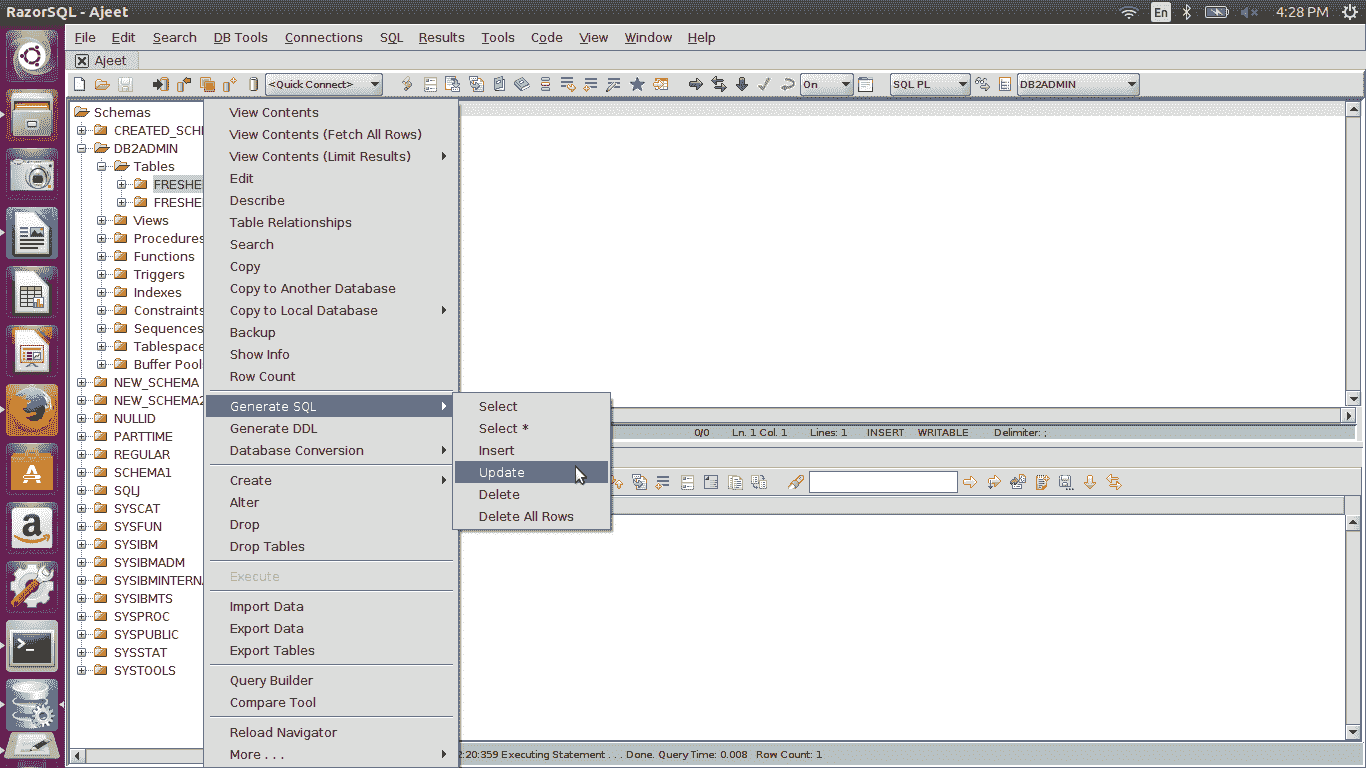 RazorSQL - Ajeet
En
4:28 PM
File Edit Search DB Tools Connections SQL Results Tools Code View Window Help
Ajeet
<Quick Connect>
On
SQL PL
DB2ADMIN
Schemas
CREATED_SCH
DB2ADMIN
Tables
FRESHE
FRESHE
Views
Procedures
Functions
Triggers
Indexes
Constraints
Sequences
Tablespace
Buffer Pool
NEW_SCHEMA
NEW_SCHEMA2
NULLID
PARTTIME
REGULAR
SCHEMA1
SQLJ
SYSCAT
SYSFUN
SYSIBM
SYSIBMADM
SYSIBMINTERNA
SYSIBMTS
SYSPROC
SYSPUBLIC
SYSSTAT
SYSTOOLS
View Contents
View Contents (Fetch All Rows)
View Contents (Limit Results)
Edit
Describe
Table Relationships
Search
Copy
Copy to Another Database
Copy to Local Database
Backup
Show Info
Row Count
Generate SQL
Generate DDL
Database Conversion
Create
Alter
Drop
Drop Tables
Execute
Import Data
Export Data
Export Tables
Query Builder
Compare Tool
Reload Navigator
More . . .
Select
Select *
Insert
Update
Delete
Delete All Rows
0/0 Ln. 1 Col. 1 Lines: 1 INSERT WRITABLE Delimiter: ;
:20:359 Executing Statement . . . Done. Query Time: 0.008 Row Count: 1